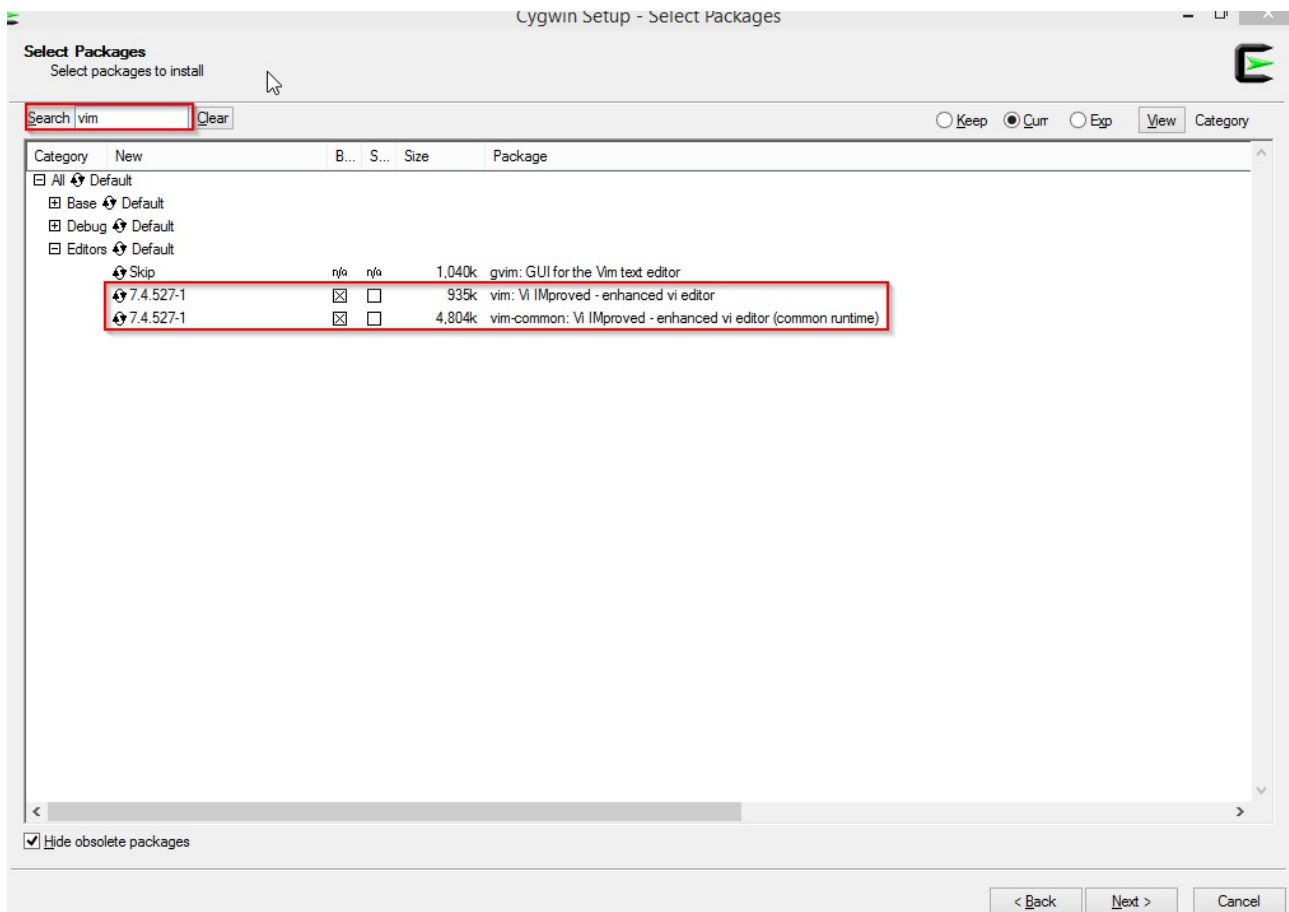 Cygwin Setup - Select Packages
Select Packages
Select packages to install
Search vim Clear Keep Curr Exp View Category
Category New B... S... Size Package
All Default
Base Default
Debug Default
Editors Default
Skip n/a n/a 1,040k gvim: GUI for the Vim text editor
7.4.527-1 935k vim: Vi IMproved - enhanced vi editor
7.4.527-1 4,804k vim-common: Vi IMproved - enhanced vi editor (common runtime)
Hide obsolete packages
< Back Next > Cancel